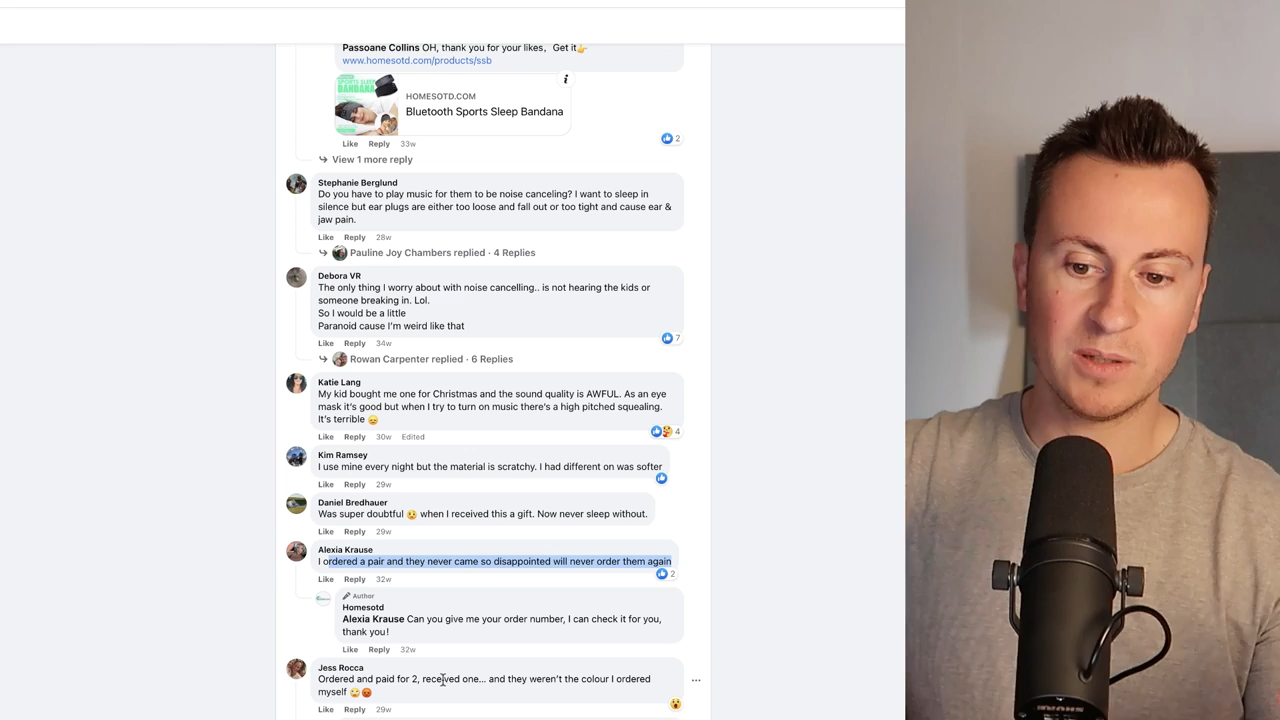 Passoane Collins OH, thank you for your likes, Get it👉
www.homesotd.com/products/ssb
SPORTS SLEEP
BANDANA
HOMESOTD.COM
Bluetooth Sports Sleep Bandana
2
Like Reply 33w
View 1 more reply
Stephanie Berglund
Do you have to play music for them to be noise canceling? I want to sleep in
silence but ear plugs are either too loose and fall out or too tight and cause ear &
jaw pain.
Like Reply 28w
Pauline Joy Chambers replied · 4 Replies
Debora VR
The only thing I worry about with noise cancelling.. is not hearing the kids or
someone breaking in. Lol.
So I would be a little
Paranoid cause I'm weird like that
7
Like Reply 34w
Rowan Carpenter replied · 6 Replies
Katie Lang
My kid bought me one for Christmas and the sound quality is AWFUL. As an eye
mask it's good but when I try to turn on music there's a high pitched squealing.
It's terrible 😞
4
Like Reply 30w Edited
Kim Ramsey
I use mine every night but the material is scratchy. I had different on was softer
Like Reply 29w
Daniel Bredhauer
Was super doubtful 😢 when I received this a gift. Now never sleep without.
Like Reply 29w
Alexia Krause
I ordered a pair and they never came so disappointed will never order them again
2
Like Reply 32w
Author
Homesotd
Alexia Krause Can you give me your order number, I can check it for you,
thank you!
Like Reply 32w
Jess Rocca
Ordered and paid for 2, received one... and they weren't the colour I ordered
myself 🙄😡
Like Reply 29w